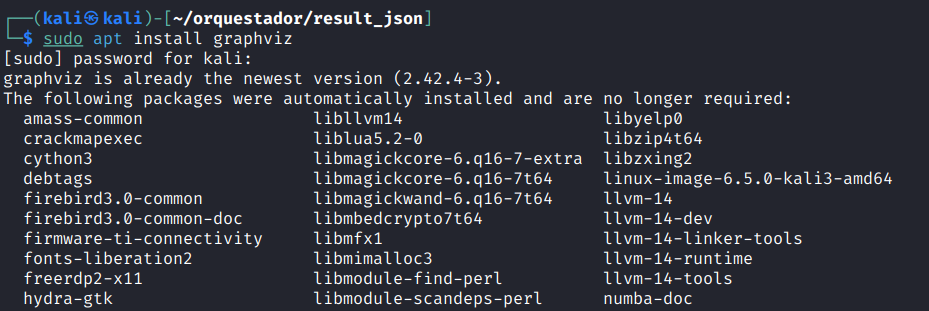 ┌──(kali㉿kali)-[~/orquestador/result_json]
└─$ sudo apt install graphviz
[sudo] password for kali:
graphviz is already the newest version (2.42.4-3).
The following packages were automatically installed and are no longer required:
  amass-common               libllvm14                    libyelp0
  crackmapexec               liblua5.2-0                  libzip4t64
  cython3                    libmagickcore-6.q16-7-extra  libzxing2
  debtags                    libmagickcore-6.q16-7t64     linux-image-6.5.0-kali3-amd64
  firebird3.0-common         libmagickwand-6.q16-7t64     llvm-14
  firebird3.0-common-doc     libmbedcrypto7t64            llvm-14-dev
  firmware-ti-connectivity   libmfx1                      llvm-14-linker-tools
  fonts-liberation2          libmimalloc3                 llvm-14-runtime
  freerdp2-x11               libmodule-find-perl          llvm-14-tools
  hydra-gtk                  libmodule-scandeps-perl      numba-doc